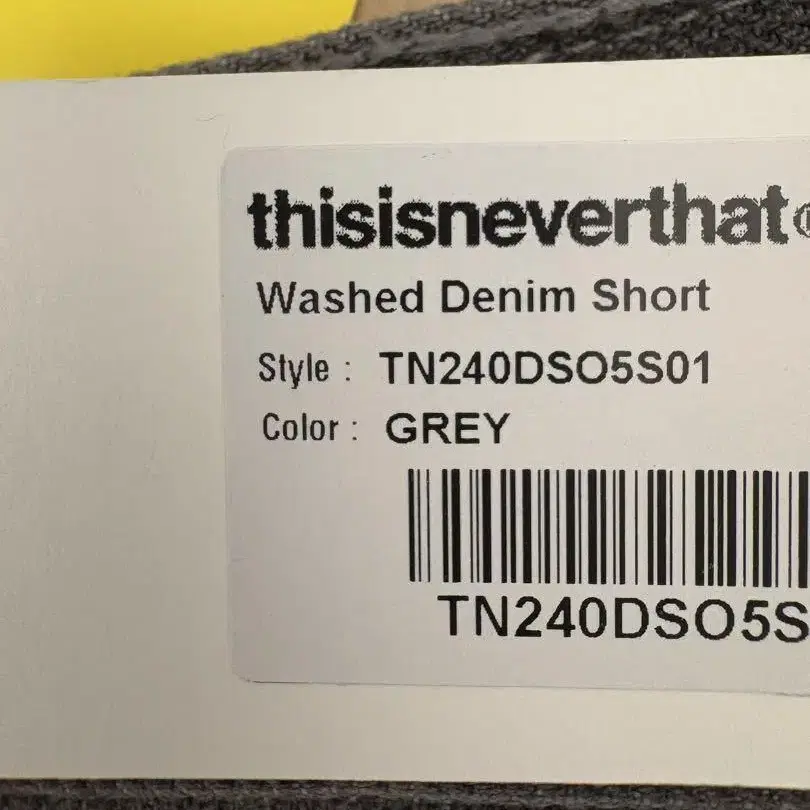 thisisneverthat®
Washed Denim Short
Style : TN240DSO5S01
Color : GREY
TN240DSO5S